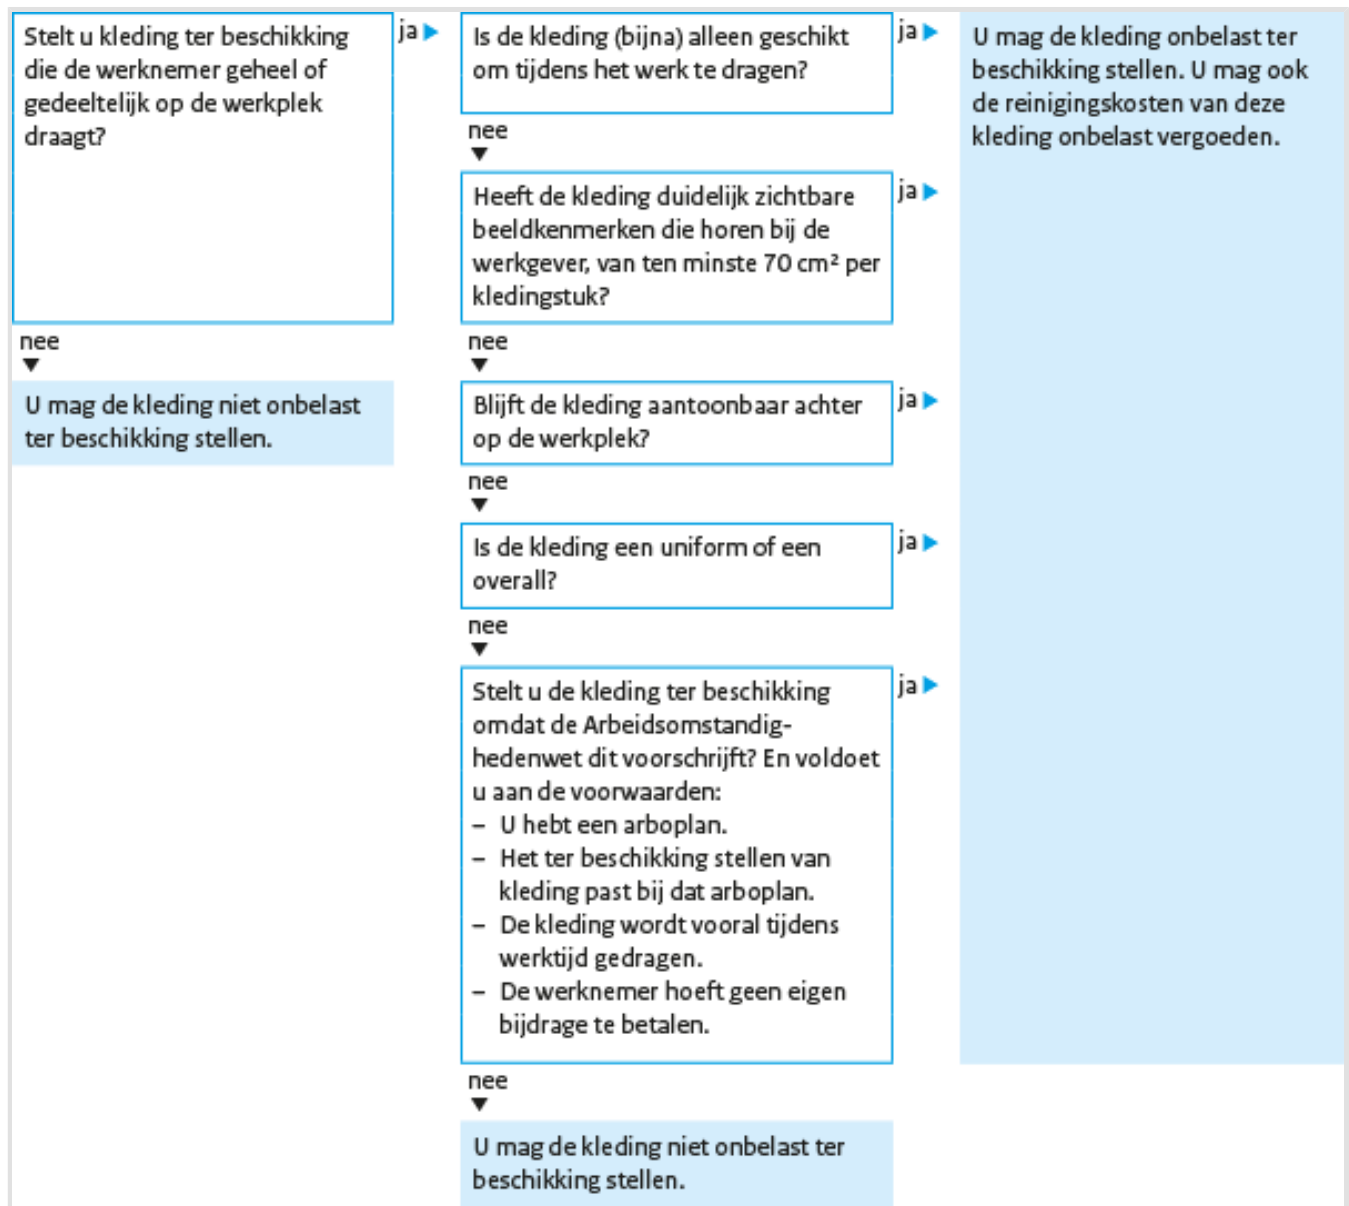 Stelt u kleding ter beschikking
die de werknemer geheel of
gedeeltelijk op de werkplek
draagt?
ja
nee
U mag de kleding niet onbelast
ter beschikking stellen.
Is de kleding (bijna) alleen geschikt
om tijdens het werk te dragen?
ja
nee
Heeft de kleding duidelijk zichtbare
beeldkenmerken die horen bij de
werkgever, van ten minste 70 cm² per
kledingstuk?
ja
nee
Blijft de kleding aantoonbaar achter
op de werkplek?
ja
nee
Is de kleding een uniform of een
overall?
ja
nee
Stelt u de kleding ter beschikking
omdat de Arbeidsomstandig-
hedenwet dit voorschrijft? En voldoet
u aan de voorwaarden:
– U hebt een arboplan.
– Het ter beschikking stellen van
kleding past bij dat arboplan.
– De kleding wordt vooral tijdens
werktijd gedragen.
– De werknemer hoeft geen eigen
bijdrage te betalen.
ja
nee
U mag de kleding niet onbelast ter
beschikking stellen.
U mag de kleding onbelast ter
beschikking stellen. U mag ook
de reinigingskosten van deze
kleding onbelast vergoeden.